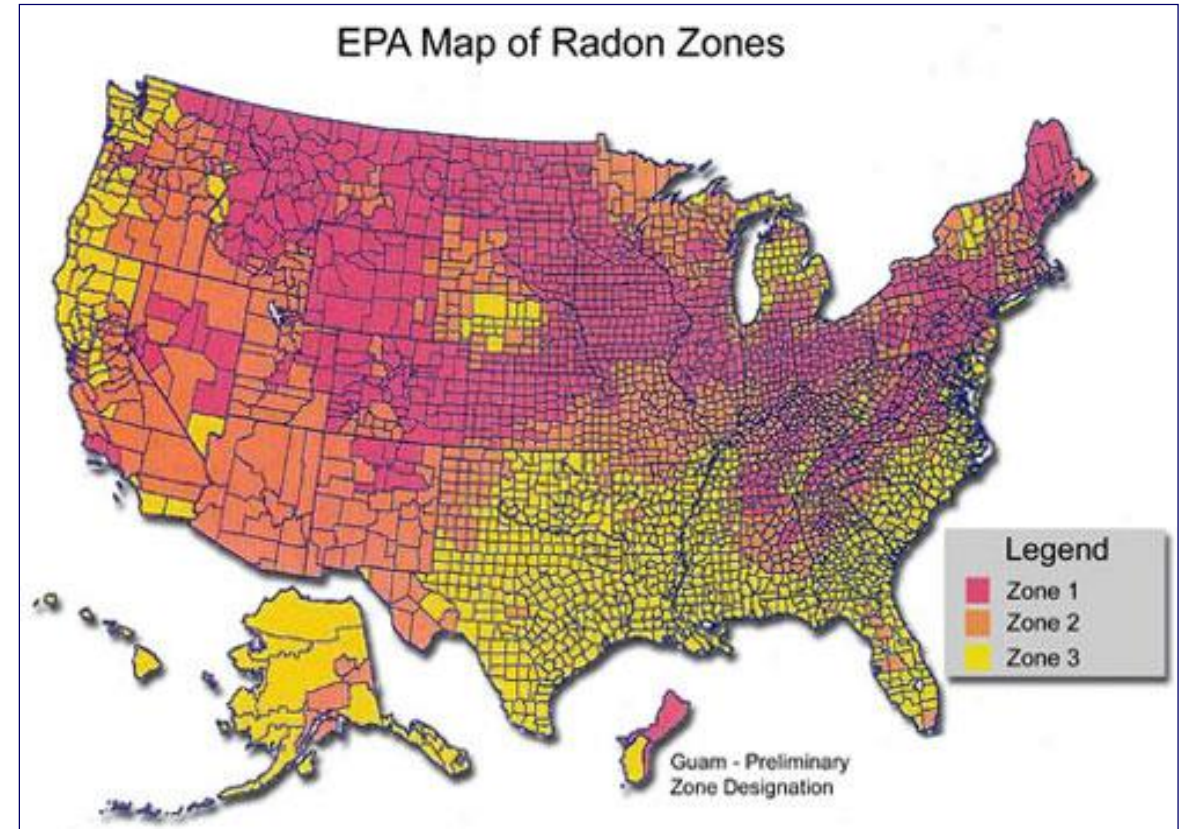 EPA Map of Radon Zones
Legend
Zone 1
Zone 2
Zone 3
Guam - Preliminary
Zone Designation